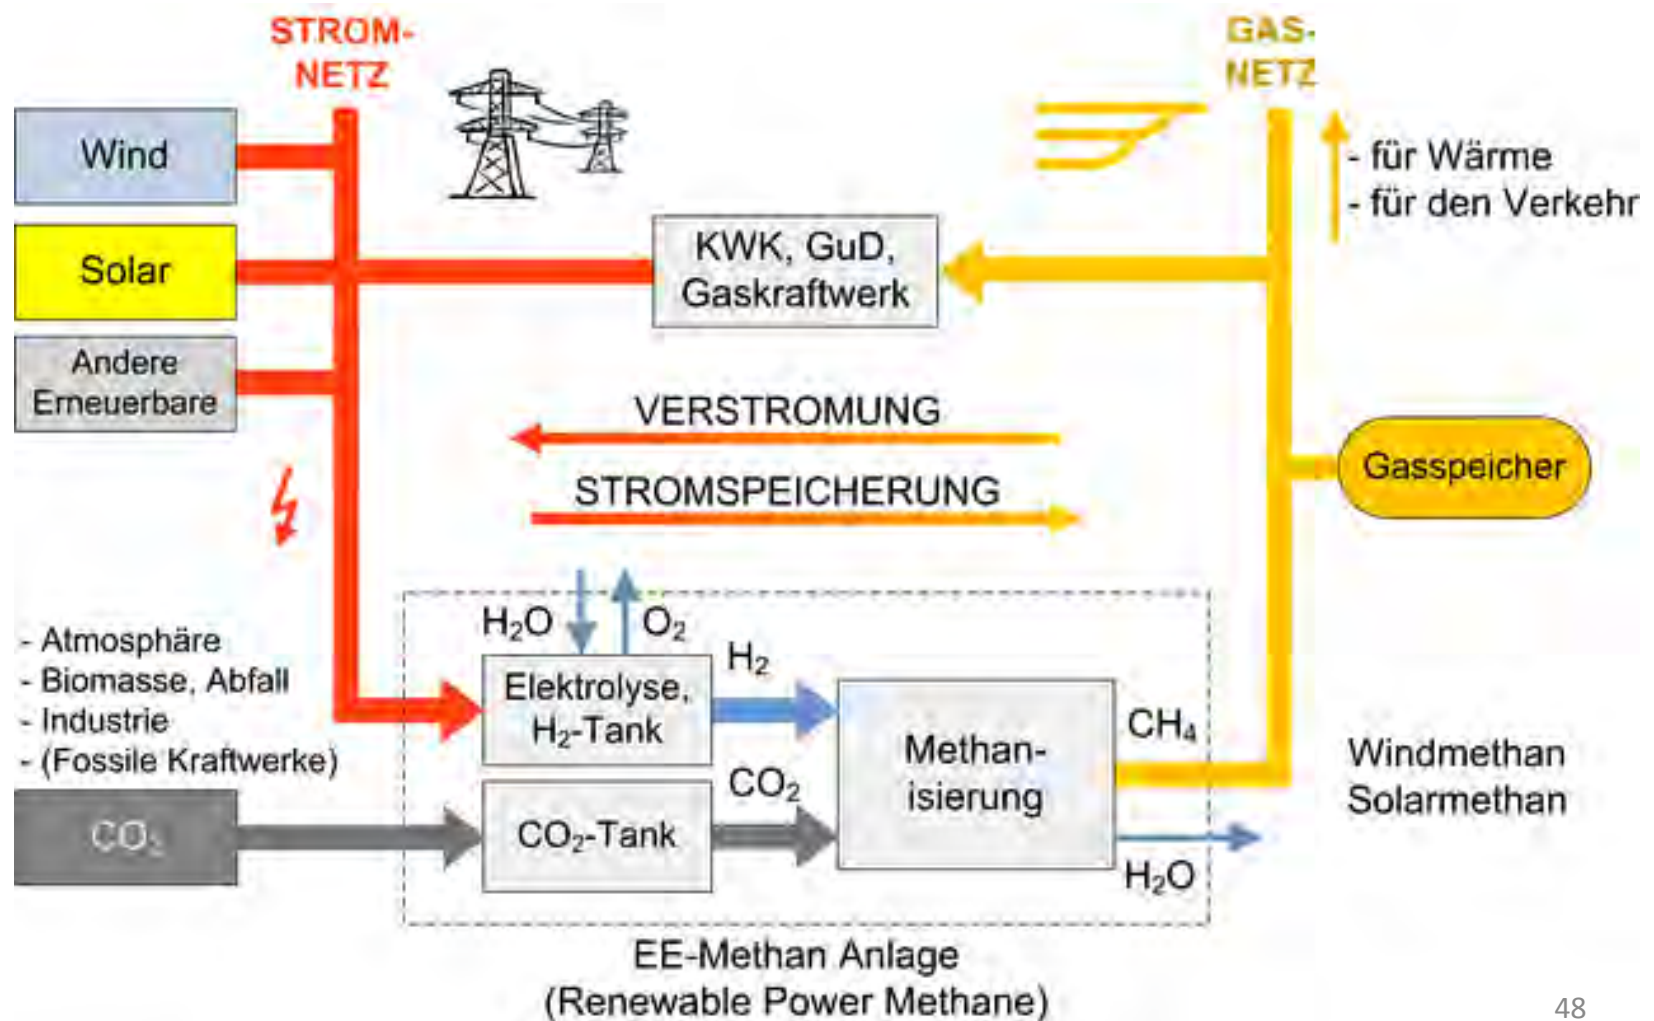 STROM-
NETZ
GAS-
NETZ
Wind
Solar
Andere
Erneuerbare
KWK, GuD,
Gaskraftwerk
- für Wärme
- für den Verkehr
VERSTROMUNG
STROMSPEICHERUNG
Gasspeicher
- Atmosphäre
- Biomasse, Abfall
- Industrie
- (Fossile Kraftwerke)
CO₂
H₂O
O₂
Elektrolyse,
H₂-Tank
H₂
CO₂-Tank
CO₂
Methan-
isierung
CH₄
H₂O
Windmethan
Solarmethan
EE-Methan Anlage
(Renewable Power Methane)
48